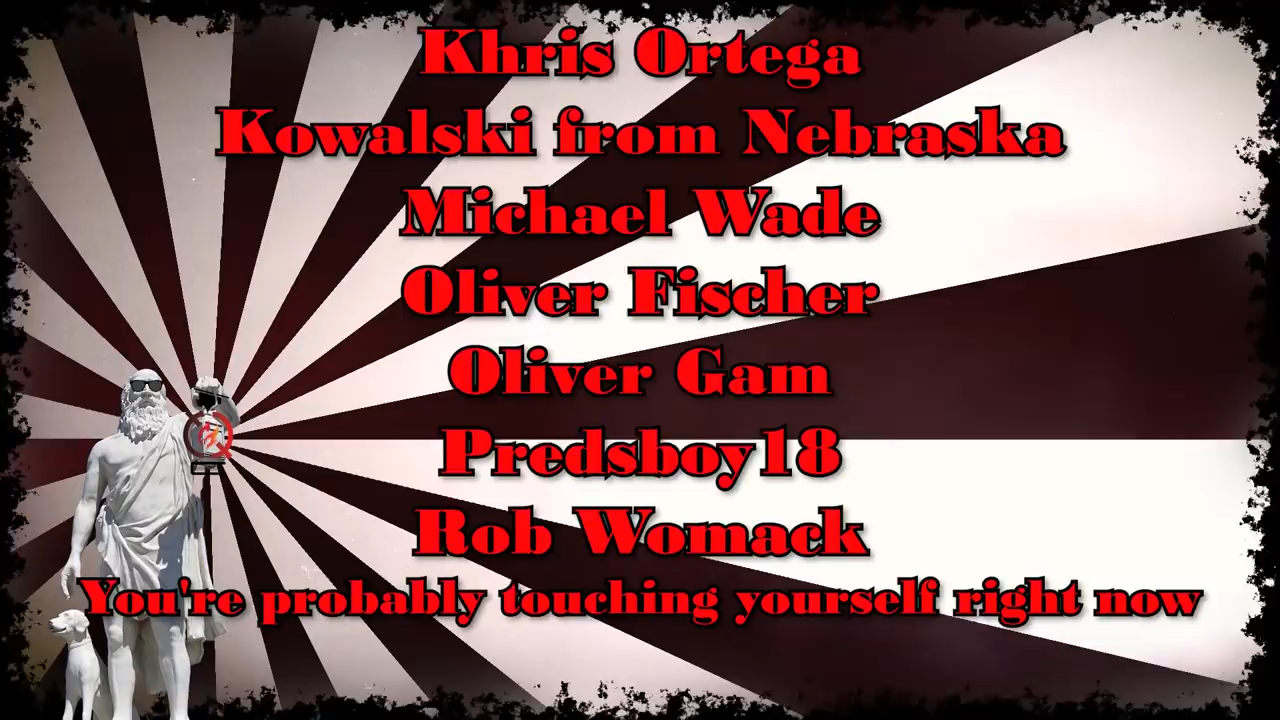 Khris Ortega
Kowalski from Nebraska
Michael Wade
Oliver Fischer
Oliver Gam
Predsboy18
Rob Womack
You're probably touching yourself right now